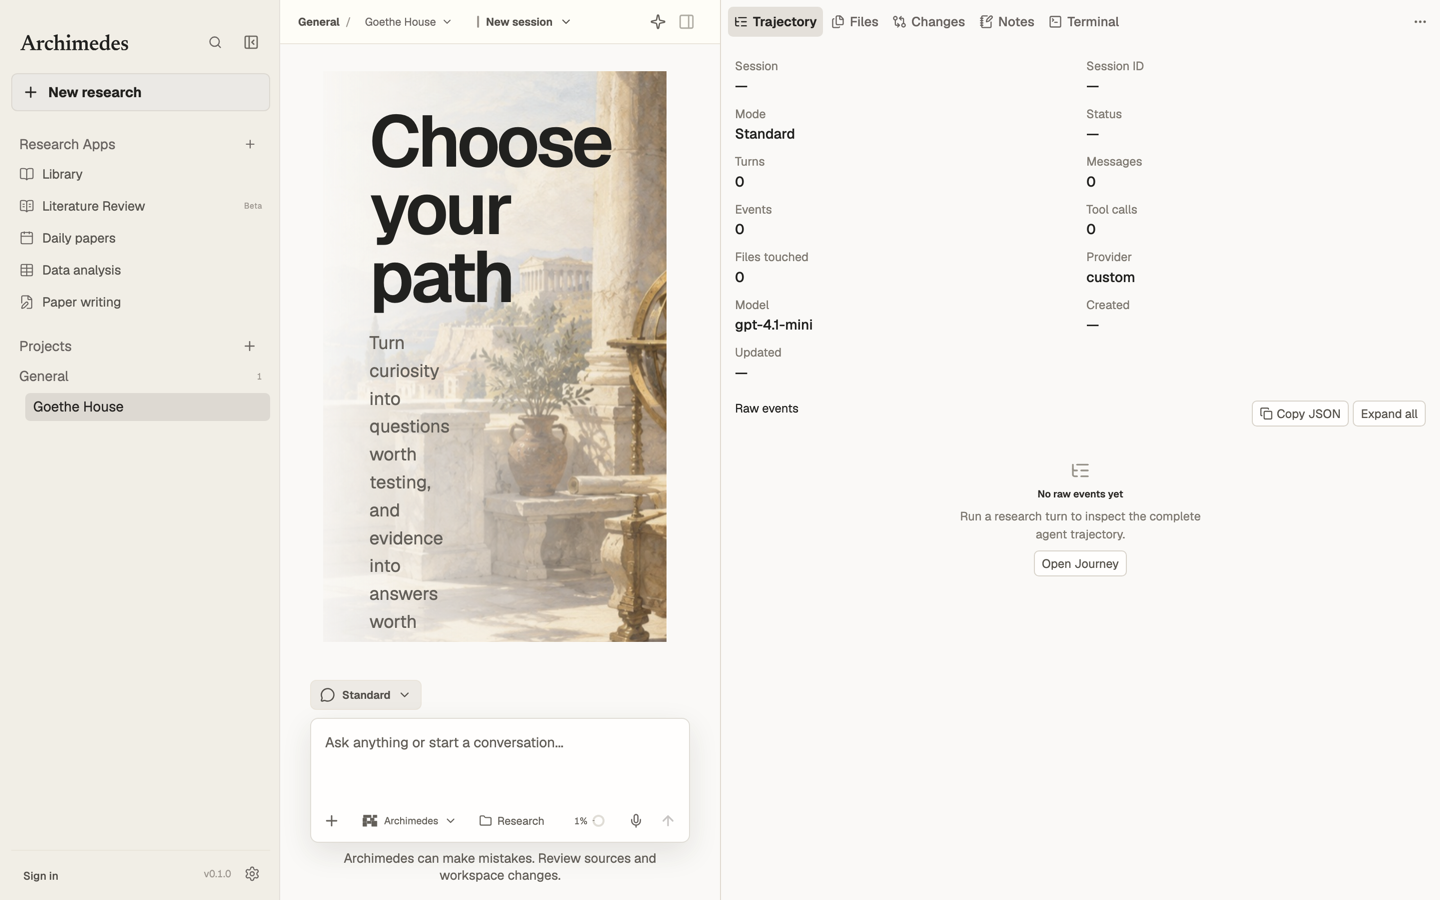 Archimedes
New research
Research Apps
Library
Literature Review Beta
Daily papers
Data analysis
Paper writing
Projects
General 1
Goethe House
Sign in v0.1.0
General / Goethe House | New session
Choose
your
path
Turn
curiosity
into
questions
worth
testing,
and
evidence
into
answers
worth
Standard
Ask anything or start a conversation...
Archimedes Research 1%
Archimedes can make mistakes. Review sources and
workspace changes.
Trajectory Files Changes Notes Terminal
Session Session ID
— —
Mode Status
Standard —
Turns Messages
0 0
Events Tool calls
0 0
Files touched Provider
0 custom
Model Created
gpt-4.1-mini —
Updated
—
Raw events Copy JSON Expand all
No raw events yet
Run a research turn to inspect the complete
agent trajectory.
Open Journey